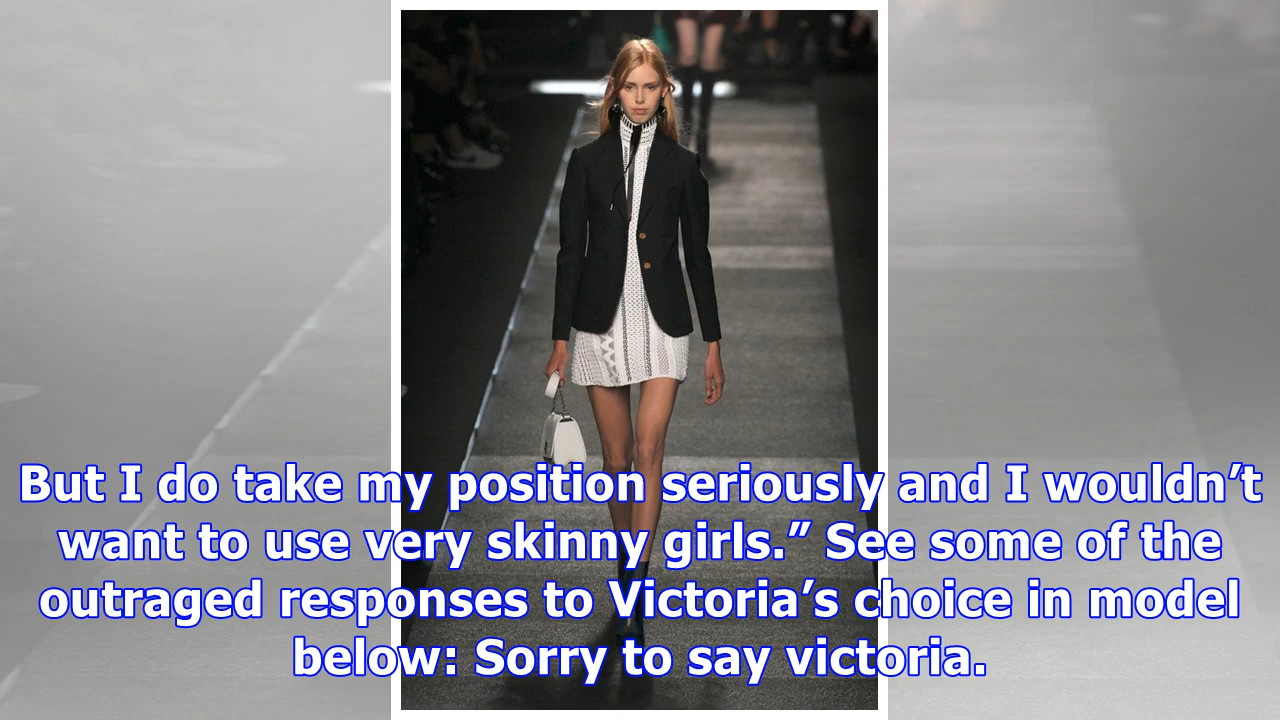 But I do take my position seriously and I wouldn’t
want to use very skinny girls.” See some of the
outraged responses to Victoria’s choice in model
below: Sorry to say victoria.